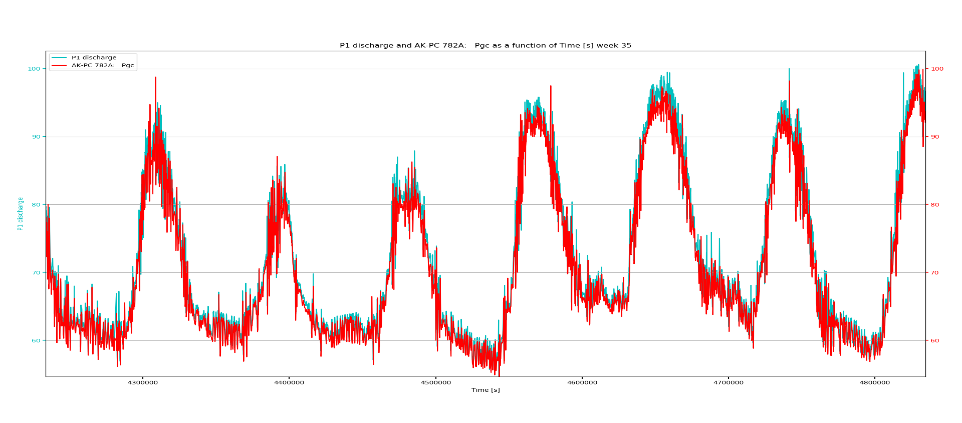 P1 discharge and AK-PC 782A: Pgc as a function of Time [s] week 35
P1 discharge
AK-PC 782A: Pgc
100
90
80
70
60
P1 discharge
100
90
80
70
60
4300000 4400000 4500000 4600000 4700000 4800000
Time [s]